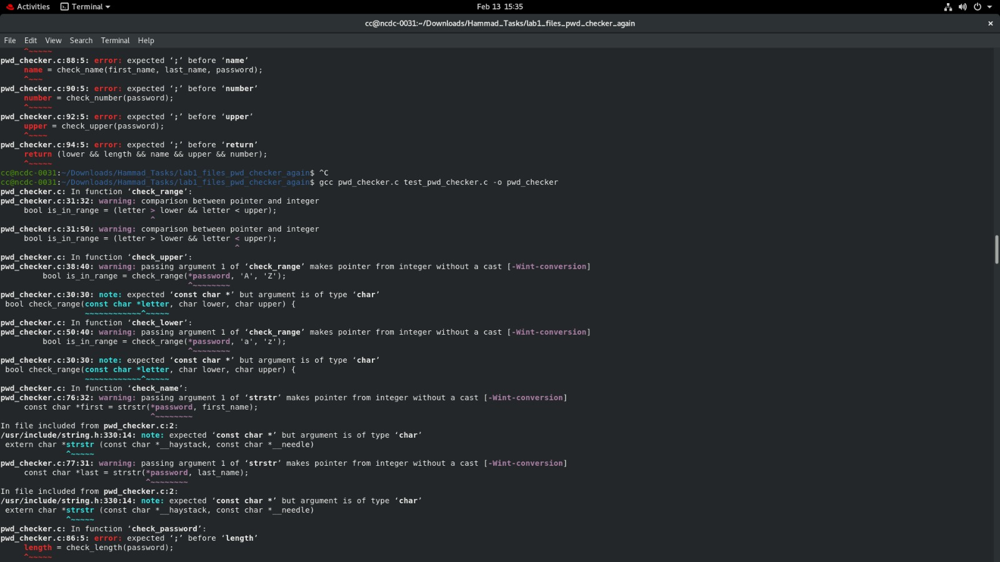 Activities Terminal Feb 13 15:35
cc@ncdc-0031:~/Downloads/Hammad_Tasks/lab1_files_pwd_checker_again ×
File Edit View Search Terminal Help
^~~~~~
pwd_checker.c:88:5: error: expected ‘;’ before ‘name’
name = check_name(first_name, last_name, password);
^~~~
pwd_checker.c:90:5: error: expected ‘;’ before ‘number’
number = check_number(password);
^~~~~~
pwd_checker.c:92:5: error: expected ‘;’ before ‘upper’
upper = check_upper(password);
^~~~~
pwd_checker.c:94:5: error: expected ‘;’ before ‘return’
return (lower && length && name && upper && number);
^~~~~~
cc@ncdc-0031:~/Downloads/Hammad_Tasks/lab1_files_pwd_checker_again$ ^C
cc@ncdc-0031:~/Downloads/Hammad_Tasks/lab1_files_pwd_checker_again$ gcc pwd_checker.c test_pwd_checker.c -o pwd_checker
pwd_checker.c: In function ‘check_range’:
pwd_checker.c:31:32: warning: comparison between pointer and integer
bool is_in_range = (letter > lower && letter < upper);
^
pwd_checker.c:31:50: warning: comparison between pointer and integer
bool is_in_range = (letter > lower && letter < upper);
^
pwd_checker.c: In function ‘check_upper’:
pwd_checker.c:38:40: warning: passing argument 1 of ‘check_range’ makes pointer from integer without a cast [-Wint-conversion]
bool is_in_range = check_range(*password, 'A', 'Z');
^~~~~~~~~
pwd_checker.c:30:30: note: expected ‘const char *’ but argument is of type ‘char’
bool check_range(const char *letter, char lower, char upper) {
~~~~~~~~~~~~^~~~~~
pwd_checker.c: In function ‘check_lower’:
pwd_checker.c:50:40: warning: passing argument 1 of ‘check_range’ makes pointer from integer without a cast [-Wint-conversion]
bool is_in_range = check_range(*password, 'a', 'z');
^~~~~~~~~
pwd_checker.c:30:30: note: expected ‘const char *’ but argument is of type ‘char’
bool check_range(const char *letter, char lower, char upper) {
~~~~~~~~~~~~^~~~~~
pwd_checker.c: In function ‘check_name’:
pwd_checker.c:76:32: warning: passing argument 1 of ‘strstr’ makes pointer from integer without a cast [-Wint-conversion]
const char *first = strstr(*password, first_name);
^~~~~~~~~
In file included from pwd_checker.c:2:
/usr/include/string.h:330:14: note: expected ‘const char *’ but argument is of type ‘char’
extern char *strstr (const char *__haystack, const char *__needle)
^~~~~~
pwd_checker.c:77:31: warning: passing argument 1 of ‘strstr’ makes pointer from integer without a cast [-Wint-conversion]
const char *last = strstr(*password, last_name);
^~~~~~~~~
In file included from pwd_checker.c:2:
/usr/include/string.h:330:14: note: expected ‘const char *’ but argument is of type ‘char’
extern char *strstr (const char *__haystack, const char *__needle)
^~~~~~
pwd_checker.c: In function ‘check_password’:
pwd_checker.c:86:5: error: expected ‘;’ before ‘length’
length = check_length(password);
^~~~~~